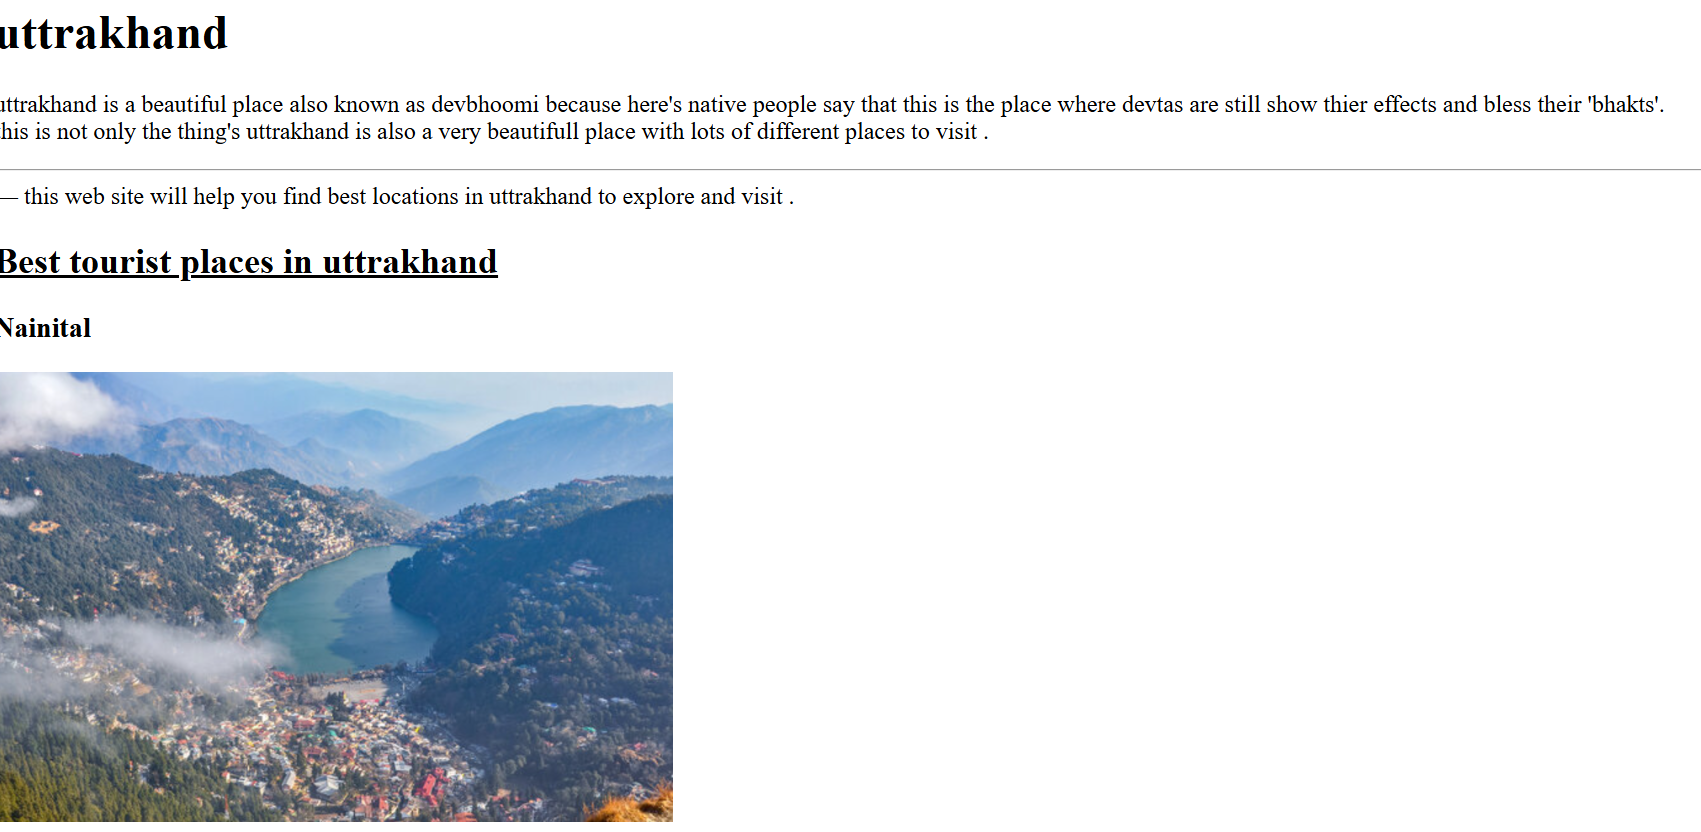 uttrakhand
uttrakhand is a beautiful place also known as devbhoomi because here's native people say that this is the place where devtas are still show thier effects and bless their 'bhakts'.
this is not only the thing's uttrakhand is also a very beautifull place with lots of different places to visit .
— this web site will help you find best locations in uttrakhand to explore and visit .
Best tourist places in uttrakhand
Nainital